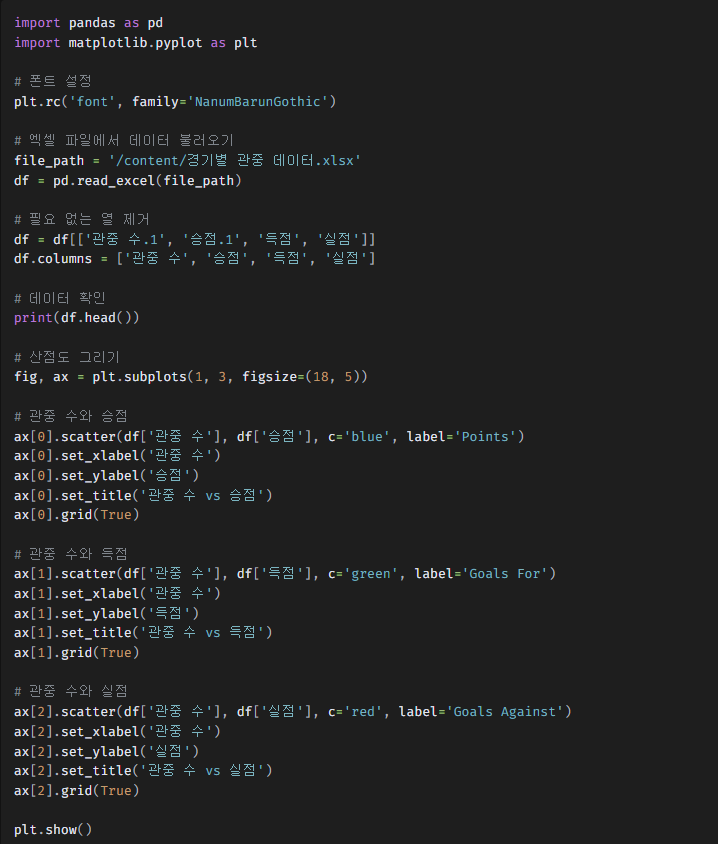 import pandas as pd
import matplotlib.pyplot as plt
# 폰트 설정
plt.rc('font', family='NanumBarunGothic')
# 엑셀 파일에서 데이터 불러오기
file_path = '/content/경기별 관중 데이터.xlsx'
df = pd.read_excel(file_path)
# 필요 없는 열 제거
df = df[['관중 수.1', '승점.1', '득점', '실점']]
df.columns = ['관중 수', '승점', '득점', '실점']
# 데이터 확인
print(df.head())
# 산점도 그리기
fig, ax = plt.subplots(1, 3, figsize=(18, 5))
# 관중 수와 승점
ax[0].scatter(df['관중 수'], df['승점'], c='blue', label='Points')
ax[0].set_xlabel('관중 수')
ax[0].set_ylabel('승점')
ax[0].set_title('관중 수 vs 승점')
ax[0].grid(True)
# 관중 수와 득점
ax[1].scatter(df['관중 수'], df['득점'], c='green', label='Goals For')
ax[1].set_xlabel('관중 수')
ax[1].set_ylabel('득점')
ax[1].set_title('관중 수 vs 득점')
ax[1].grid(True)
# 관중 수와 실점
ax[2].scatter(df['관중 수'], df['실점'], c='red', label='Goals Against')
ax[2].set_xlabel('관중 수')
ax[2].set_ylabel('실점')
ax[2].set_title('관중 수 vs 실점')
ax[2].grid(True)
plt.show()